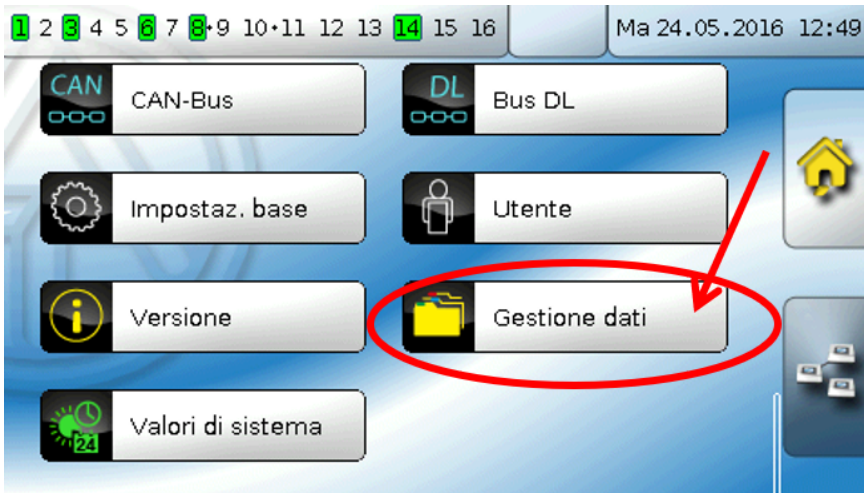 1 2 3 4 5 6 7 8·9 10·11 12 13 14 15 16 Ma 24.05.2016 12:49
CAN CAN-Bus
DL Bus DL
Impostaz. base
Utente
Versione
Gestione dati
24 Valori di sistema